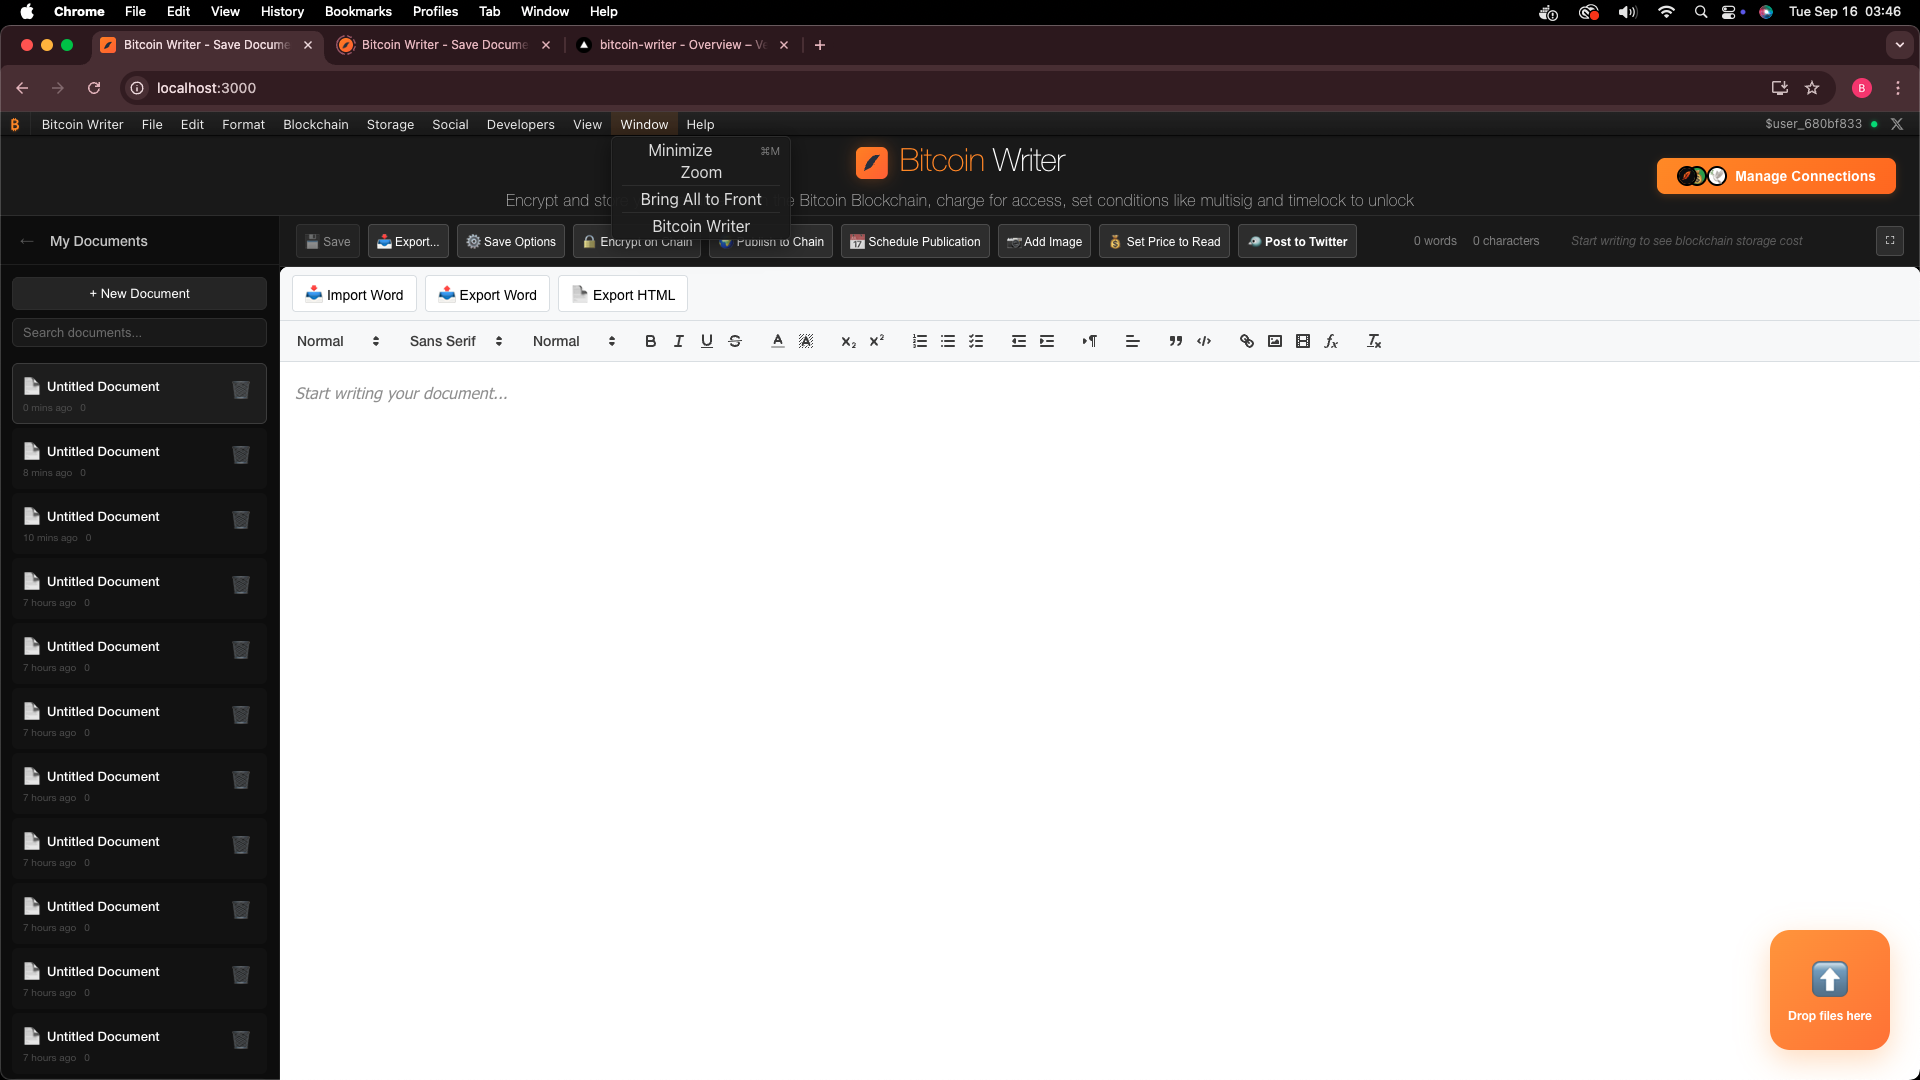 Chrome File Edit View History Bookmarks Profiles Tab Window Help Tue Sep 16 03:46
Bitcoin Writer - Save Docume
Bitcoin Writer - Save Docume
bitcoin-writer - Overview – Ve
localhost:3000
B
Bitcoin Writer File Edit Format Blockchain Storage Social Developers View Window Help $user_680bf833
Minimize ⌘M
Zoom
Bring All to Front
Bitcoin Writer
Bitcoin Writer
Encrypt and sto
the Bitcoin Blockchain, charge for access, set conditions like multisig and timelock to unlock
Manage Connections
← My Documents
Save Export... Save Options Encrypt on Chain Publish to Chain Schedule Publication Add Image Set Price to Read Post to Twitter 0 words 0 characters Start writing to see blockchain storage cost
+ New Document
Search documents...
Import Word Export Word Export HTML
Normal Sans Serif Normal
Start writing your document...
Untitled Document
0 mins ago 0
Untitled Document
8 mins ago 0
Untitled Document
10 mins ago 0
Untitled Document
7 hours ago 0
Untitled Document
7 hours ago 0
Untitled Document
7 hours ago 0
Untitled Document
7 hours ago 0
Untitled Document
7 hours ago 0
Untitled Document
7 hours ago 0
Untitled Document
7 hours ago 0
Untitled Document
7 hours ago 0
Drop files here